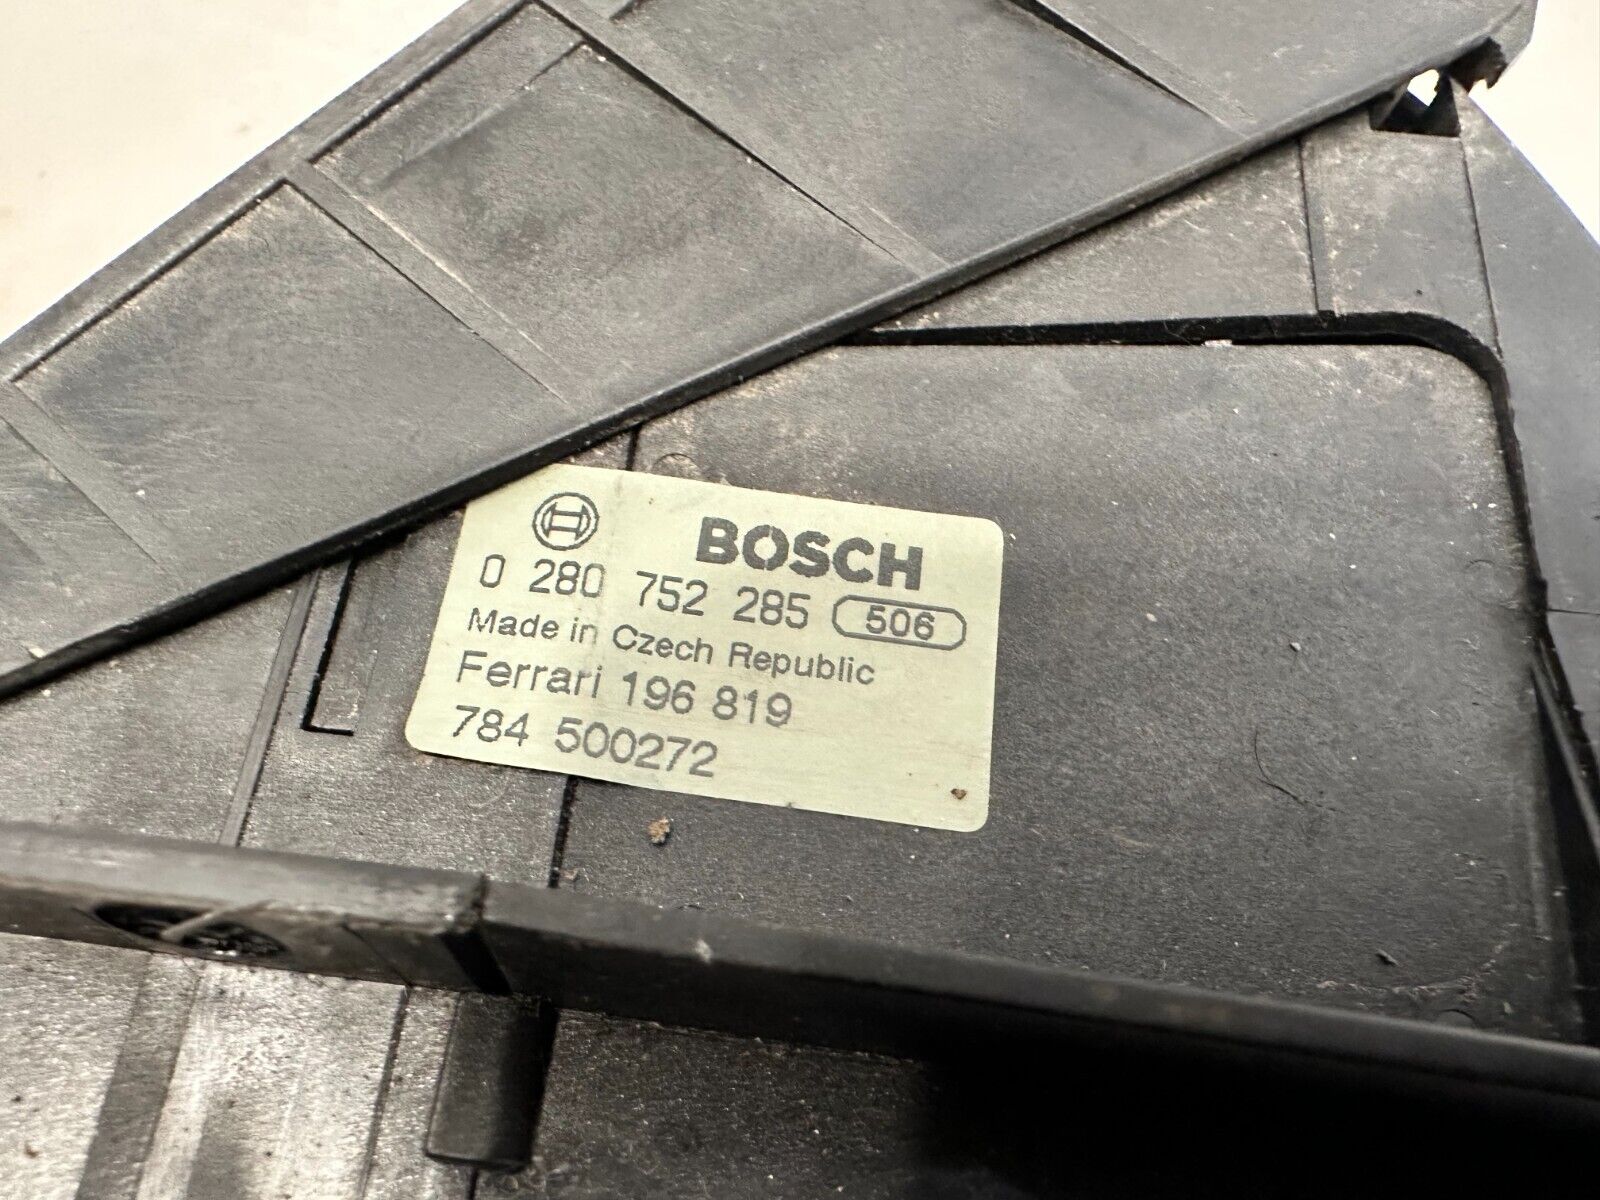 BOSCH
0 280 752 285 506
Made in Czech Republic
Ferrari 196 819
784 500272